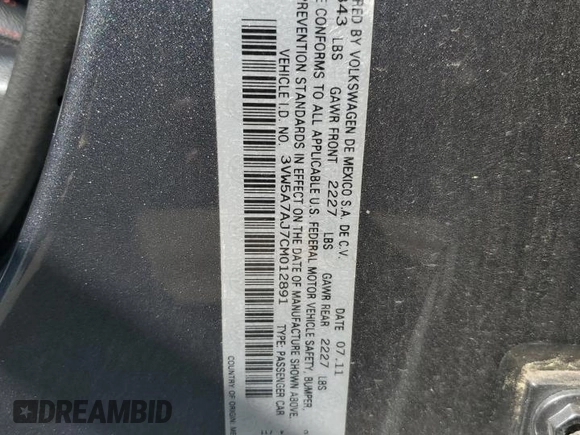 RED BY VOLKSWAGEN DE MEXICO S.A. DE C.V.
DATE 07.11
443 LBS GAWR FRONT 2227 LBS GAWR REAR 2227 LBS
E CONFORMS TO ALL APPLICABLE U.S. FEDERAL MOTOR VEHICLE SAFETY, BUMPER,
PREVENTION STANDARDS IN EFFECT ON THE DATE OF MANUFACTURE SHOWN ABOVE.
VEHICLE I.D. NO. 3VW5A7AJ7CM012891 TYPE: PASSENGER CAR
COUNTRY OF ORIGIN: ME
DREAMBID